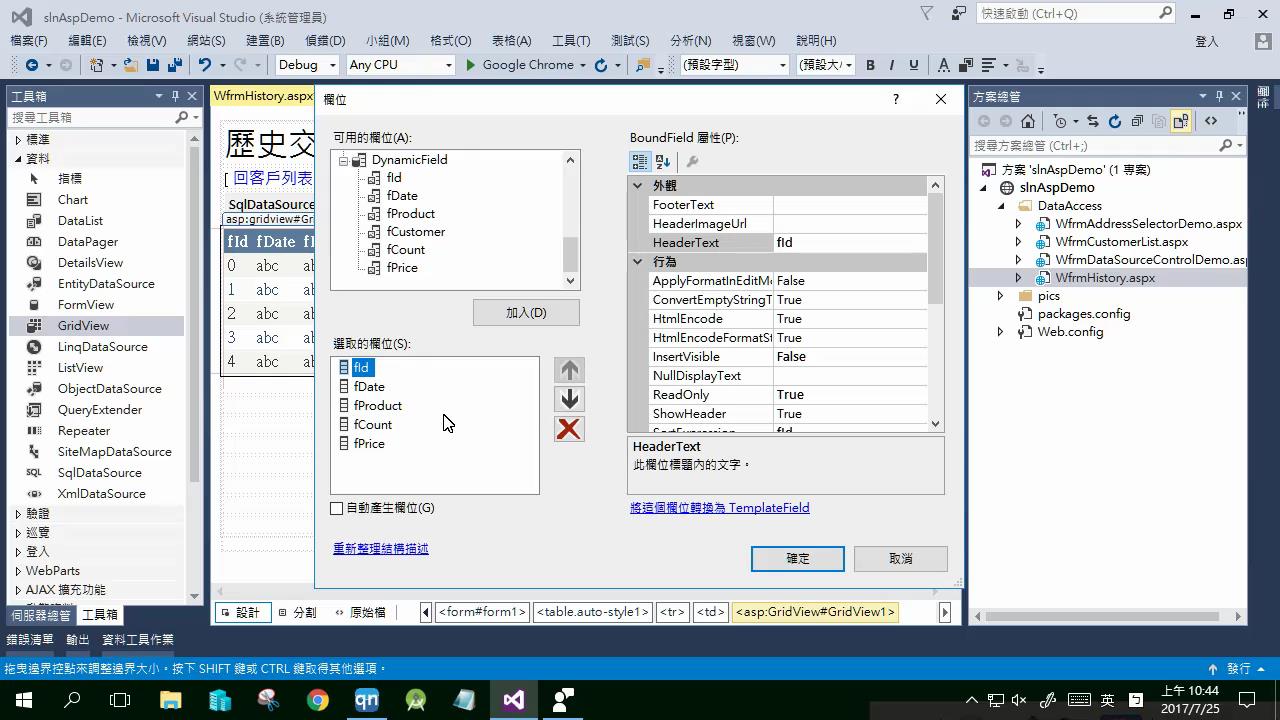 slnAspDemo - Microsoft Visual Studio (系統管理員)
快速啟動 (Ctrl+Q)
檔案(F) 編輯(E) 檢視(V) 網站(S) 建置(B) 偵錯(D) 小組(M) 格式(O) 表格(A) 工具(T) 測試(S) 分析(N) 視窗(W) 說明(H)
登入
Debug Any CPU Google Chrome (預設字型) (預設大/ B I U A
工具箱
搜尋工具箱
標準
資料
指標
Chart
DataList
DataPager
DetailsView
EntityDataSource
FormView
GridView
LinqDataSource
ListView
ObjectDataSource
QueryExtender
Repeater
SiteMapDataSource
SQL SqlDataSource
XmlDataSource
驗證
巡覽
登入
WebParts
AJAX 擴充功能
伺服器總管 工具箱
WfrmHistory.aspx
歷史交
[ 回客戶列表
SqlDataSource
asp:gridview#Gr
fId fDate
0 abc
1 abc
2 abc
3 abc
4 abc
欄位
?
可用的欄位(A):
DynamicField
fId
fDate
fProduct
fCustomer
fCount
fPrice
加入(D)
選取的欄位(S):
fId
fDate
fProduct
fCount
fPrice
自動產生欄位(G)
重新整理結構描述
BoundField 屬性(P):
外觀
FooterText
HeaderImageUrl
HeaderText fId
行為
ApplyFormatInEditM False
ConvertEmptyStringT True
HtmlEncode True
HtmlEncodeFormatSt True
InsertVisible False
NullDisplayText
ReadOnly True
ShowHeader True
SortExpression fId
HeaderText
此欄位標題內的文字。
將這個欄位轉換為 TemplateField
確定 取消
設計 分割 原始檔 <form#form1> <table.auto-style1> <tr> <td> <asp:GridView#GridView1>
方案總管
搜尋方案總管 (Ctrl+;)
方案 'slnAspDemo' (1 專案)
slnAspDemo
DataAccess
WfrmAddressSelectorDemo.aspx
WfrmCustomerList.aspx
WfrmDataSourceControlDemo.asp
WfrmHistory.aspx
pics
packages.config
Web.config
錯誤清單 輸出 資料工具作業
拖曳邊界控點來調整邊界大小。按下 SHIFT 鍵或 CTRL 鍵取得其他選項。
發行
qn
英
上午 10:44
2017/7/25